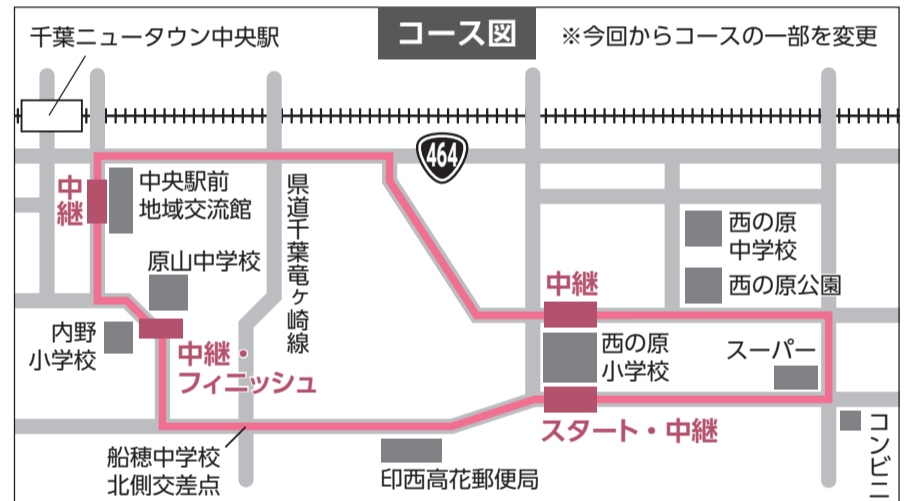 千葉ニュータウン中央駅
コース図
※今回からコースの一部を変更
464
中継
中央駅前
地域交流館
県道千葉竜ヶ崎線
西の原
中学校
原山中学校
西の原公園
中継
内野
小学校
中継・
フィニッシュ
西の原
小学校
スーパー
スタート・中継
コンビニ
船穂中学校
北側交差点
印西高花郵便局